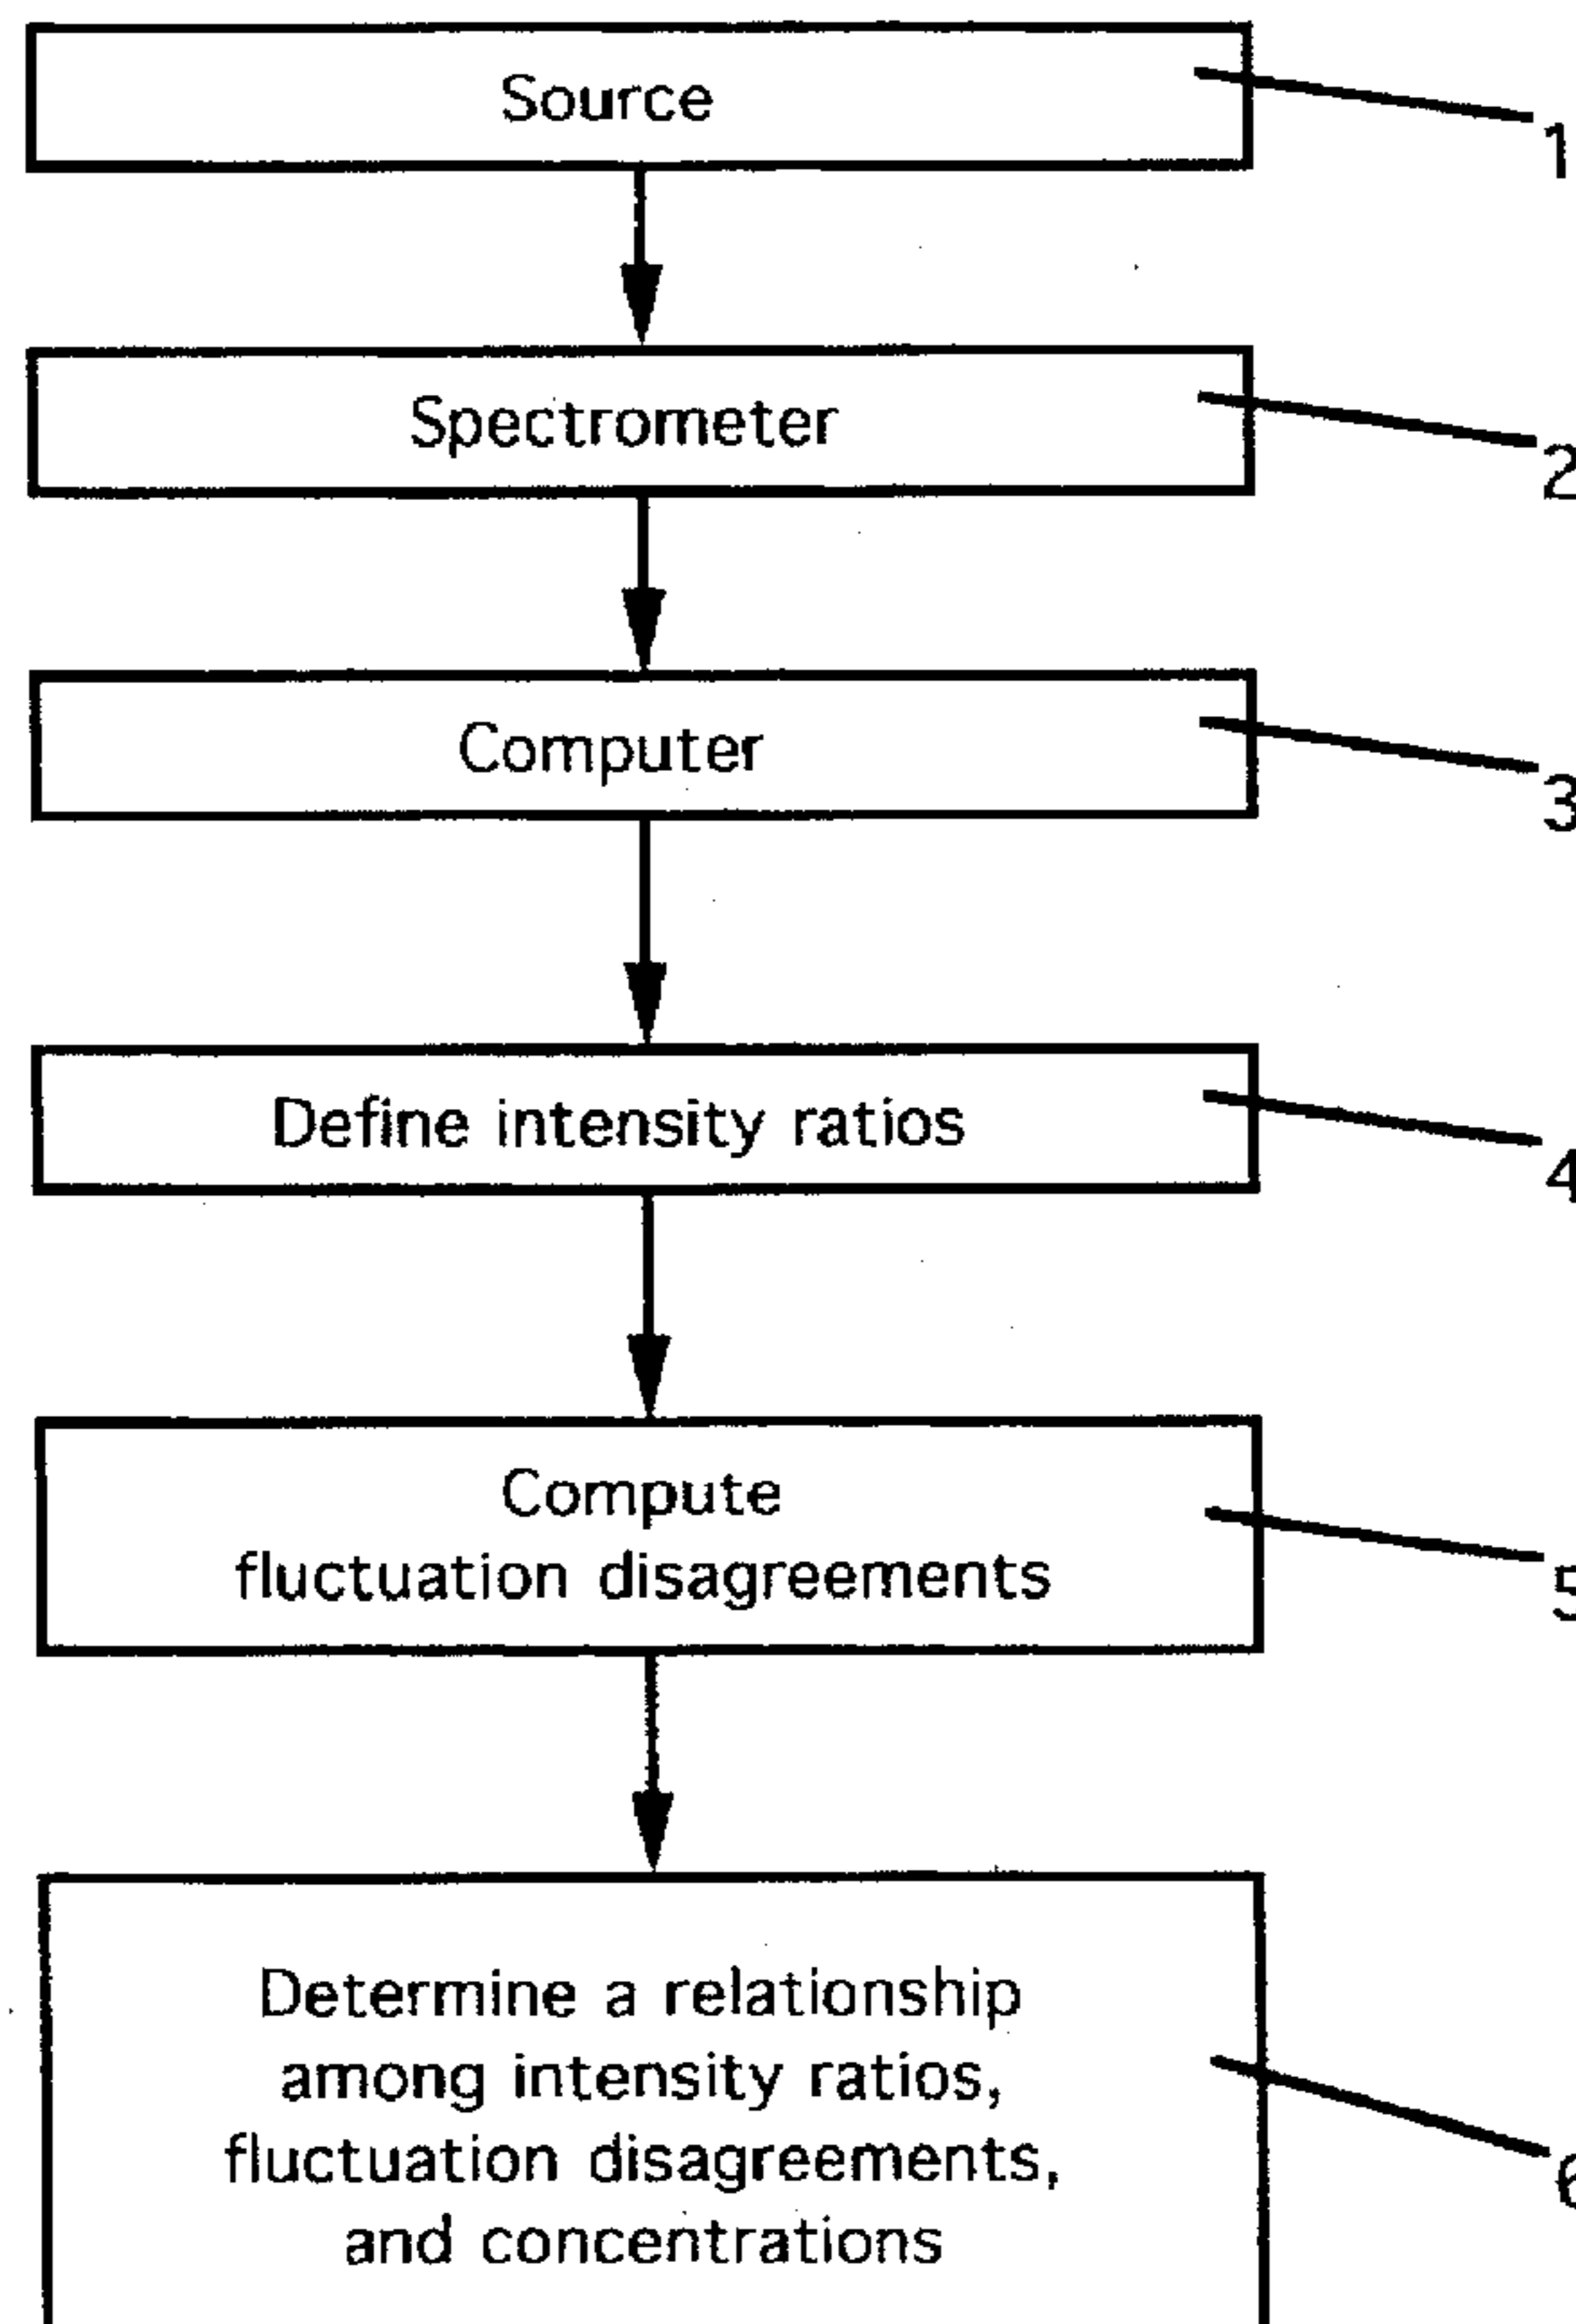 Source
1
Spectrometer
2
Computer
3
Define intensity ratios
4
Compute
fluctuation disagreements
5
Determine a relationship
among intensity ratios,
fluctuation disagreements,
and concentrations
6